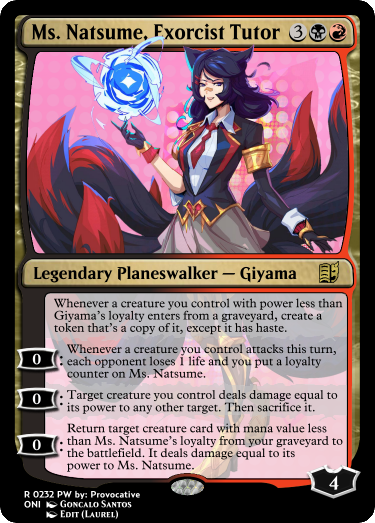 Ms. Natsume, Exorcist Tutor 3
Legendary Planeswalker — Giyama
Whenever a creature you control with power less than
Giyama's loyalty enters from a graveyard, create a
token that's a copy of it, except it has haste.
0: Whenever a creature you control attacks this turn,
each opponent loses 1 life and you put a loyalty
counter on Ms. Natsume.
0: Target creature you control deals damage equal to
its power to any other target. Then sacrifice it.
Return target creature card with mana value less
0: than Ms. Natsume's loyalty from your graveyard to
the battlefield. It deals damage equal to its
power to Ms. Natsume.
4
R 0232 PW by: Provocative
ONI Goncalo Santos
Edit (Laurel)